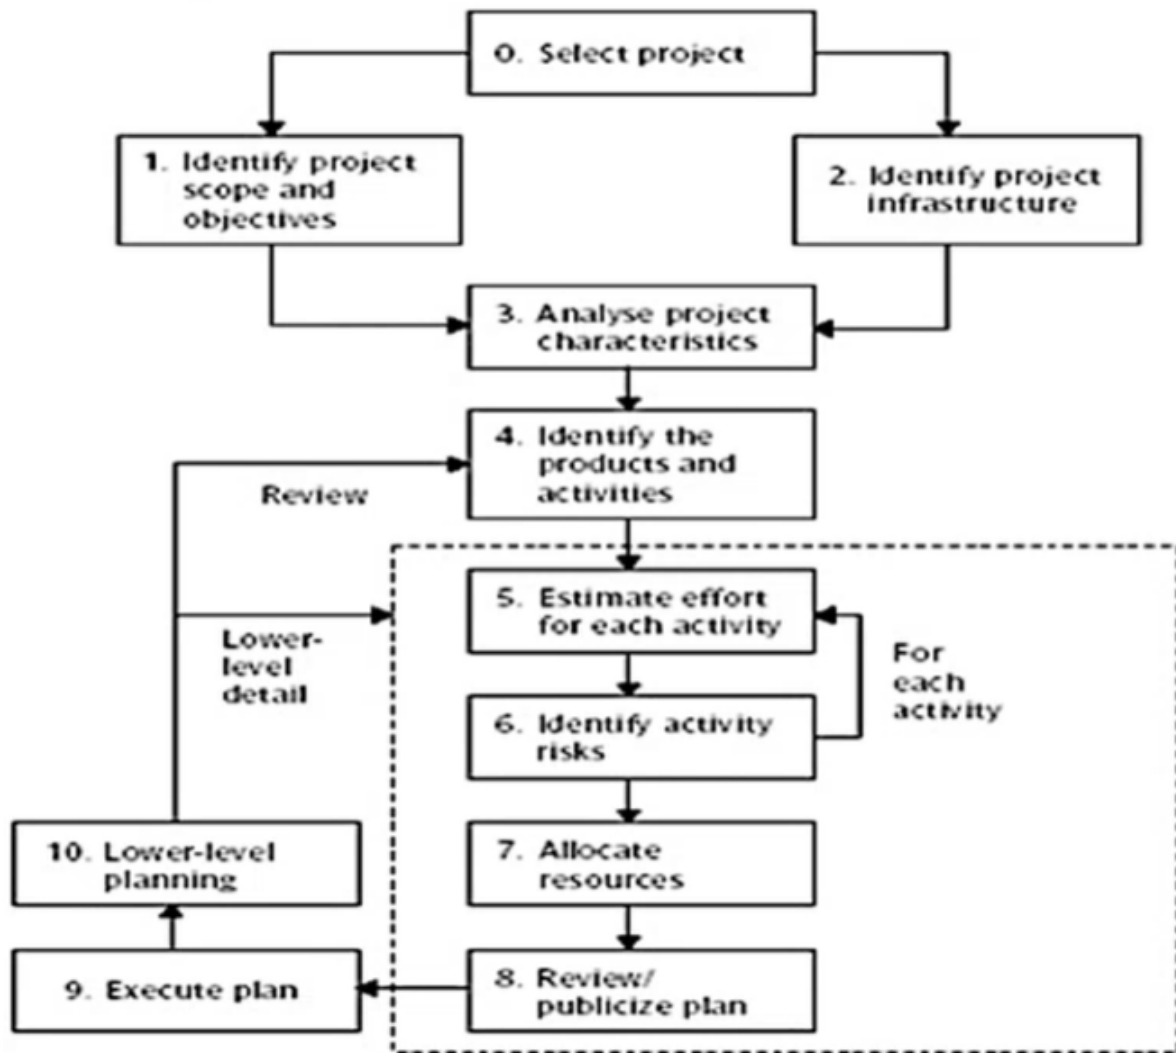 0. Select project
1. Identify project
scope and
objectives
2. Identify project
infrastructure
3. Analyse project
characteristics
4. Identify the
products and
activities
Review
5. Estimate effort
for each activity
Lower-
level
detail
For
each
activity
6. Identify activity
risks
7. Allocate
resources
10. Lower-level
planning
8. Review/
publicize plan
9. Execute plan